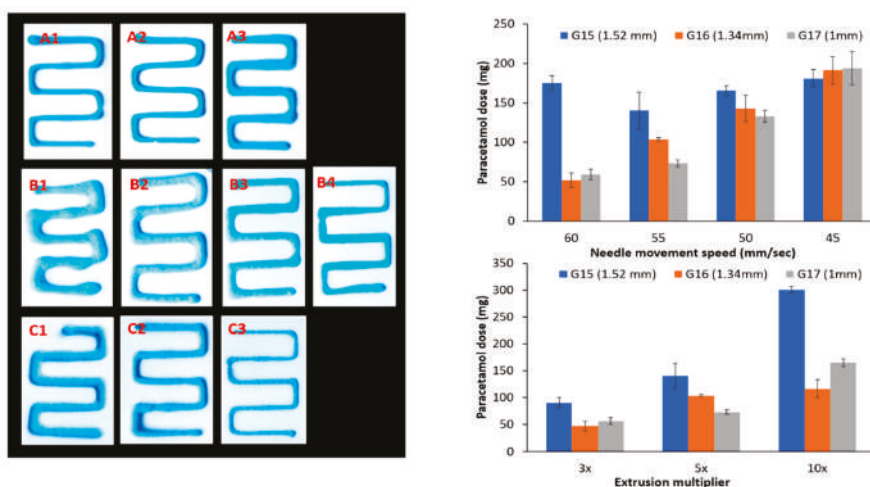 A1 A2 A3
B1 B2 B3 B4
C1 C2 C3
G15 (1.52 mm) G16 (1.34mm) G17 (1mm)
250
200
150
100
50
0
Paracetamol dose (mg)
60 55 50 45
Needle movement speed (mm/sec)
G15 (1.52 mm) G16 (1.34mm) G17 (1mm)
350
300
250
200
150
100
50
0
Paracetamol dose (mg)
3x 5x 10x
Extrusion multiplier